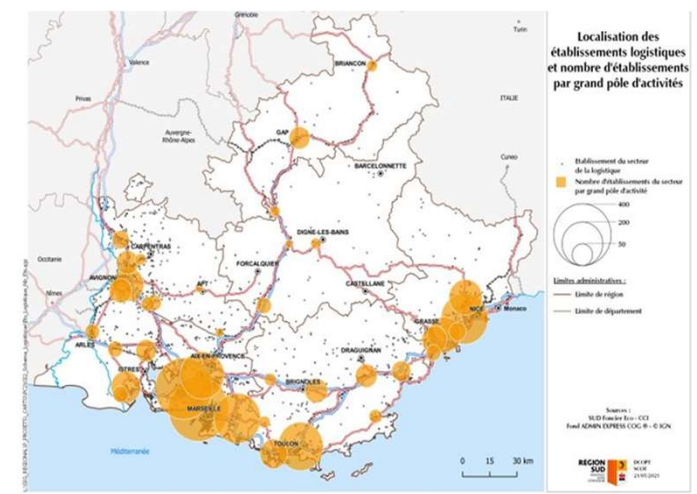 Localisation des
établissements logistiques
et nombre d'établissements
par grand pôle d'activités
Etablissement du secteur
de la logistique
Nombre d'établissements du secteur
par grand pôle d'activité
400
200
50
Limites administratives :
Limite de région
Limite de département
Sources :
SUD Foncier Eco - CCI
Fond ADMIN EXPRESS COG ® - © IGN
RÉGION
SUD
DCOPT
0
15
30 km
Grenoble
Turin
Valence
BRIANCON
Privas
ITALIE
Auvergne-
Rhône-Alpes
GAP
Cuneo
BARCELONNETTE
DIGNE-LES-BAINS
CARPENTRAS
Occitanie
FORCALQUIER
AVIGNON
APT
CASTELLANE
Nîmes
NICE
Monaco
GRASSE
ARLES
AIX-EN-PROVENCE
DRAGUIGNAN
ISTRES
BRIGNOLES
MARSEILLE
TOULON
Méditerranée